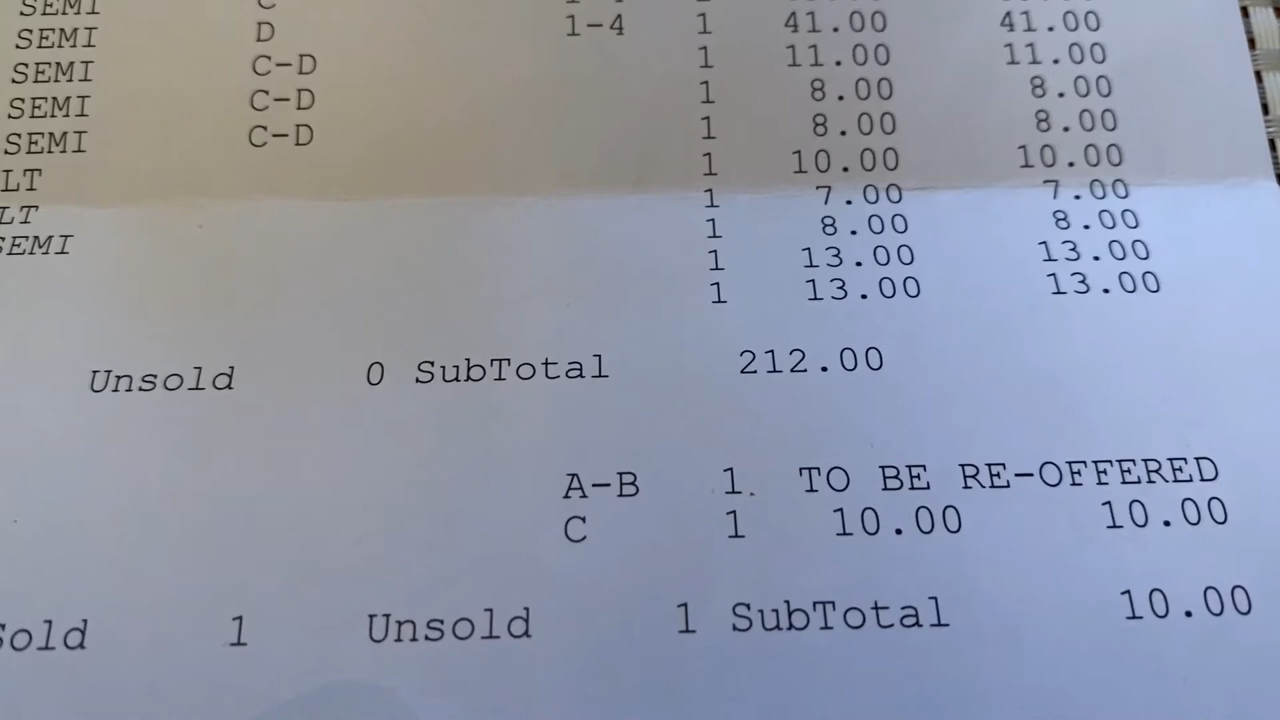 SEMI C
SEMI D 1-4 1 41.00 41.00
SEMI C-D 1 11.00 11.00
SEMI C-D 1 8.00 8.00
SEMI C-D 1 8.00 8.00
LT 1 10.00 10.00
LT 1 7.00 7.00
SEMI 1 8.00 8.00
1 13.00 13.00
1 13.00 13.00
Unsold 0 SubTotal 212.00
A-B 1. TO BE RE-OFFERED
C 1 10.00 10.00
Sold 1 Unsold 1 SubTotal 10.00